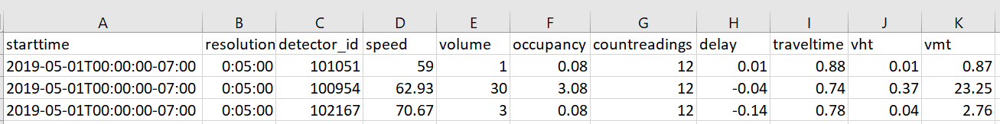 A B C D E F G H I J K
starttime resolution detector_id speed volume occupancy countreadings delay traveltime vht vmt
2019-05-01T00:00:00-07:00 0:05:00 101051 59 1 0.08 12 0.01 0.88 0.01 0.87
2019-05-01T00:00:00-07:00 0:05:00 100954 62.93 30 3.08 12 -0.04 0.74 0.37 23.25
2019-05-01T00:00:00-07:00 0:05:00 102167 70.67 3 0.08 12 -0.14 0.78 0.04 2.76